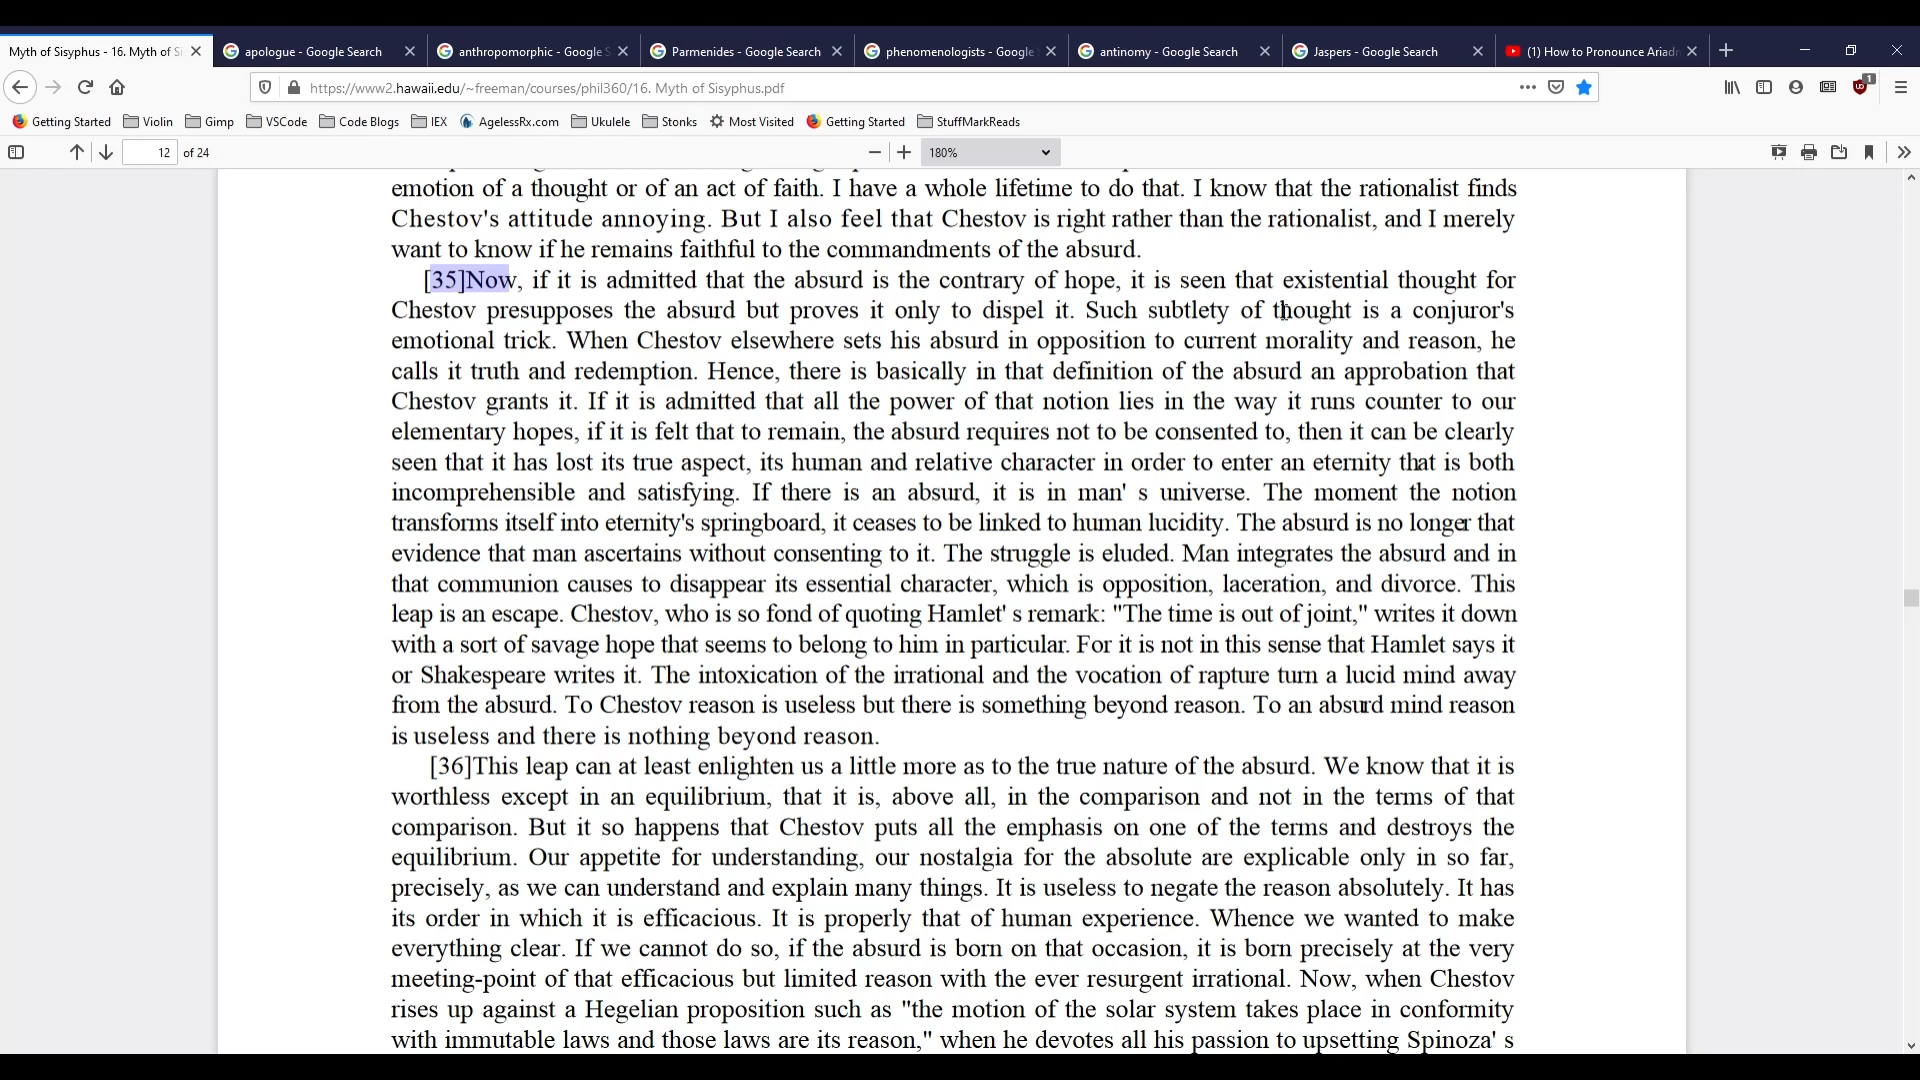 Myth of Sisyphus - 16. Myth of Si
apologue - Google Search
anthropomorphic - Google S
Parmenides - Google Search
phenomenologists - Google
antinomy - Google Search
Jaspers - Google Search
(1) How to Pronounce Ariadn
https://www2.hawaii.edu/~freeman/courses/phil360/16. Myth of Sisyphus.pdf
1
Getting Started
Violin
Gimp
VSCode
Code Blogs
IEX
AgelessRx.com
Ukulele
Stonks
Most Visited
Getting Started
StuffMarkReads
12 of 24
180%
emotion of a thought or of an act of faith. I have a whole lifetime to do that. I know that the rationalist finds
Chestov's attitude annoying. But I also feel that Chestov is right rather than the rationalist, and I merely
want to know if he remains faithful to the commandments of the absurd.
[35]Now, if it is admitted that the absurd is the contrary of hope, it is seen that existential thought for
Chestov presupposes the absurd but proves it only to dispel it. Such subtlety of thought is a conjuror's
emotional trick. When Chestov elsewhere sets his absurd in opposition to current morality and reason, he
calls it truth and redemption. Hence, there is basically in that definition of the absurd an approbation that
Chestov grants it. If it is admitted that all the power of that notion lies in the way it runs counter to our
elementary hopes, if it is felt that to remain, the absurd requires not to be consented to, then it can be clearly
seen that it has lost its true aspect, its human and relative character in order to enter an eternity that is both
incomprehensible and satisfying. If there is an absurd, it is in man' s universe. The moment the notion
transforms itself into eternity's springboard, it ceases to be linked to human lucidity. The absurd is no longer that
evidence that man ascertains without consenting to it. The struggle is eluded. Man integrates the absurd and in
that communion causes to disappear its essential character, which is opposition, laceration, and divorce. This
leap is an escape. Chestov, who is so fond of quoting Hamlet' s remark: "The time is out of joint," writes it down
with a sort of savage hope that seems to belong to him in particular. For it is not in this sense that Hamlet says it
or Shakespeare writes it. The intoxication of the irrational and the vocation of rapture turn a lucid mind away
from the absurd. To Chestov reason is useless but there is something beyond reason. To an absurd mind reason
is useless and there is nothing beyond reason.
[36]This leap can at least enlighten us a little more as to the true nature of the absurd. We know that it is
worthless except in an equilibrium, that it is, above all, in the comparison and not in the terms of that
comparison. But it so happens that Chestov puts all the emphasis on one of the terms and destroys the
equilibrium. Our appetite for understanding, our nostalgia for the absolute are explicable only in so far,
precisely, as we can understand and explain many things. It is useless to negate the reason absolutely. It has
its order in which it is efficacious. It is properly that of human experience. Whence we wanted to make
everything clear. If we cannot do so, if the absurd is born on that occasion, it is born precisely at the very
meeting-point of that efficacious but limited reason with the ever resurgent irrational. Now, when Chestov
rises up against a Hegelian proposition such as "the motion of the solar system takes place in conformity
with immutable laws and those laws are its reason," when he devotes all his passion to upsetting Spinoza' s